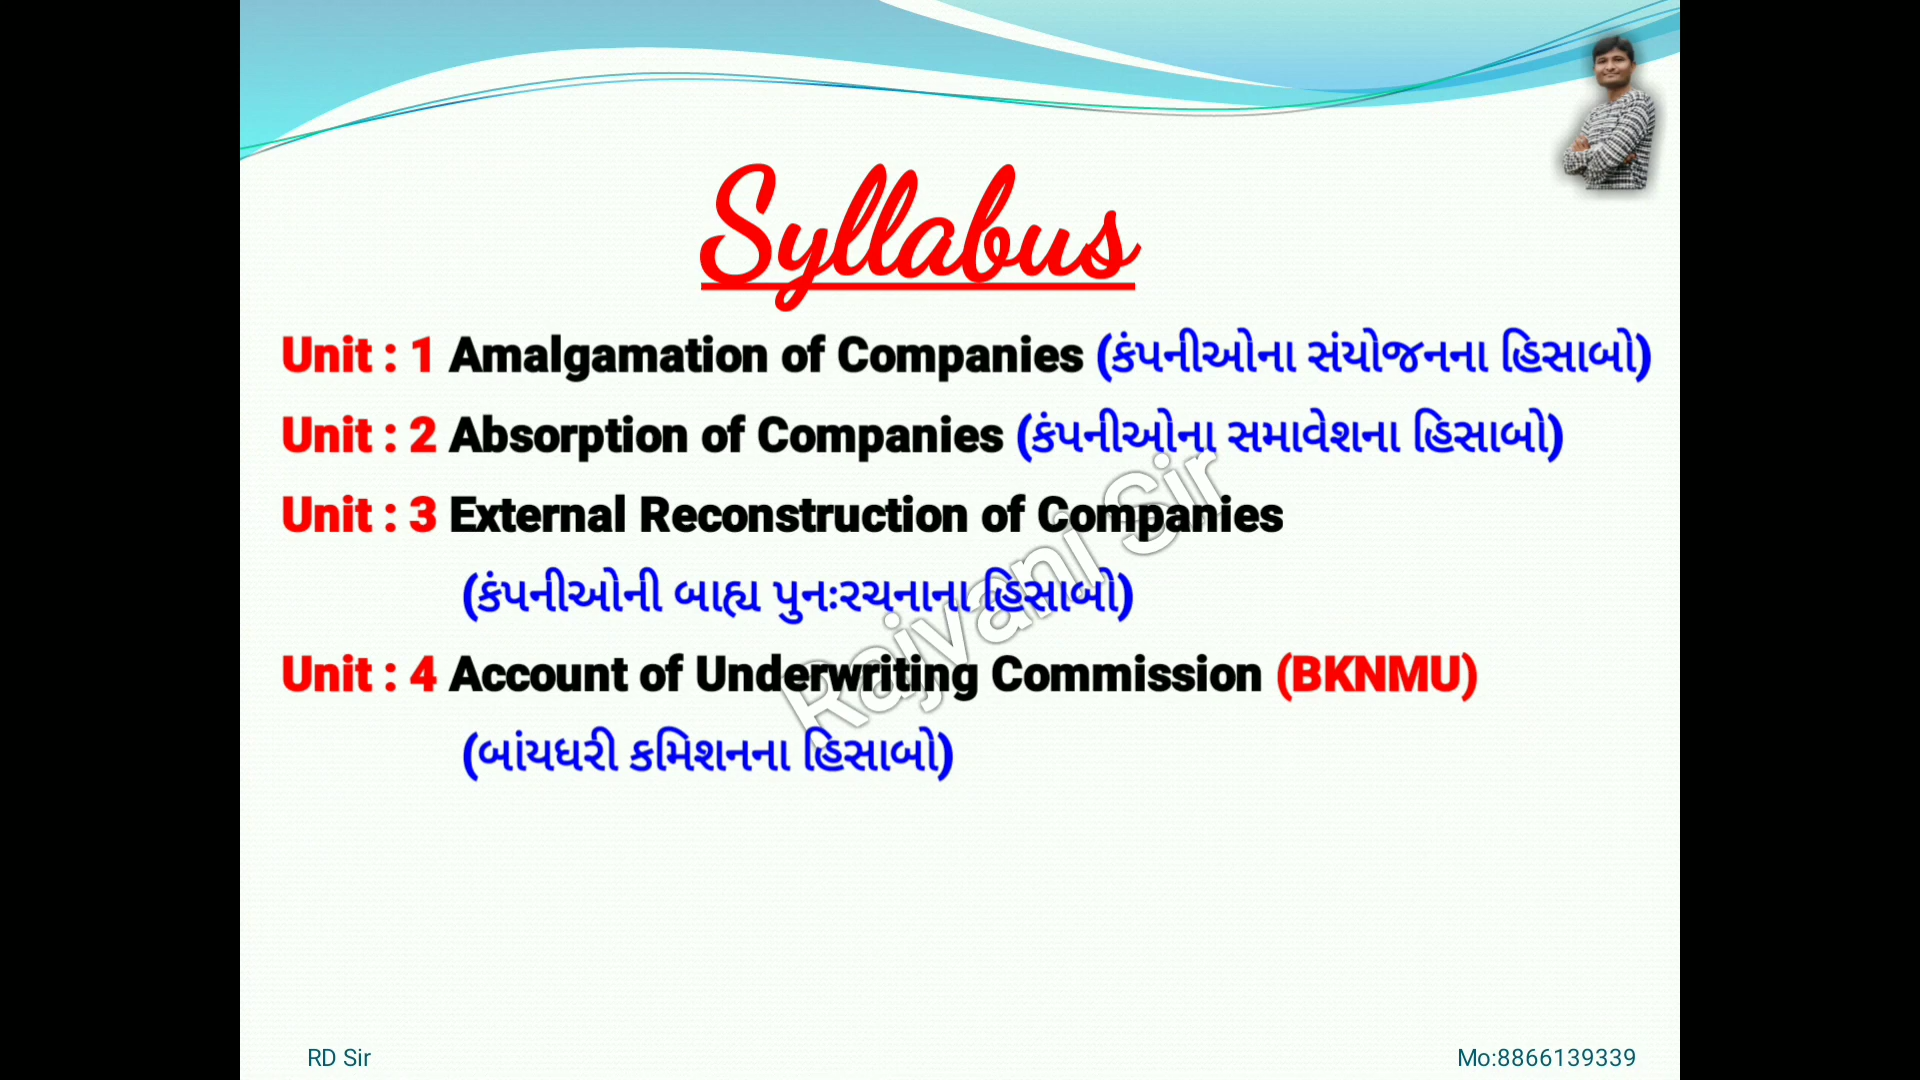 Syllabus
Unit : 1 Amalgamation of Companies (કંપનીઓના સંયોજનના હિસાબો)
Unit : 2 Absorption of Companies (કંપનીઓના સમાવેશના હિસાબો)
Unit : 3 External Reconstruction of Companies
(કંપનીઓની બાહ્ય પુનઃરચનાના હિસાબો)
Unit : 4 Account of Underwriting Commission (BKNMU)
(બાંયધરી કમિશનના હિસાબો)
Rajvani Sir
RD Sir
Mo:8866139339